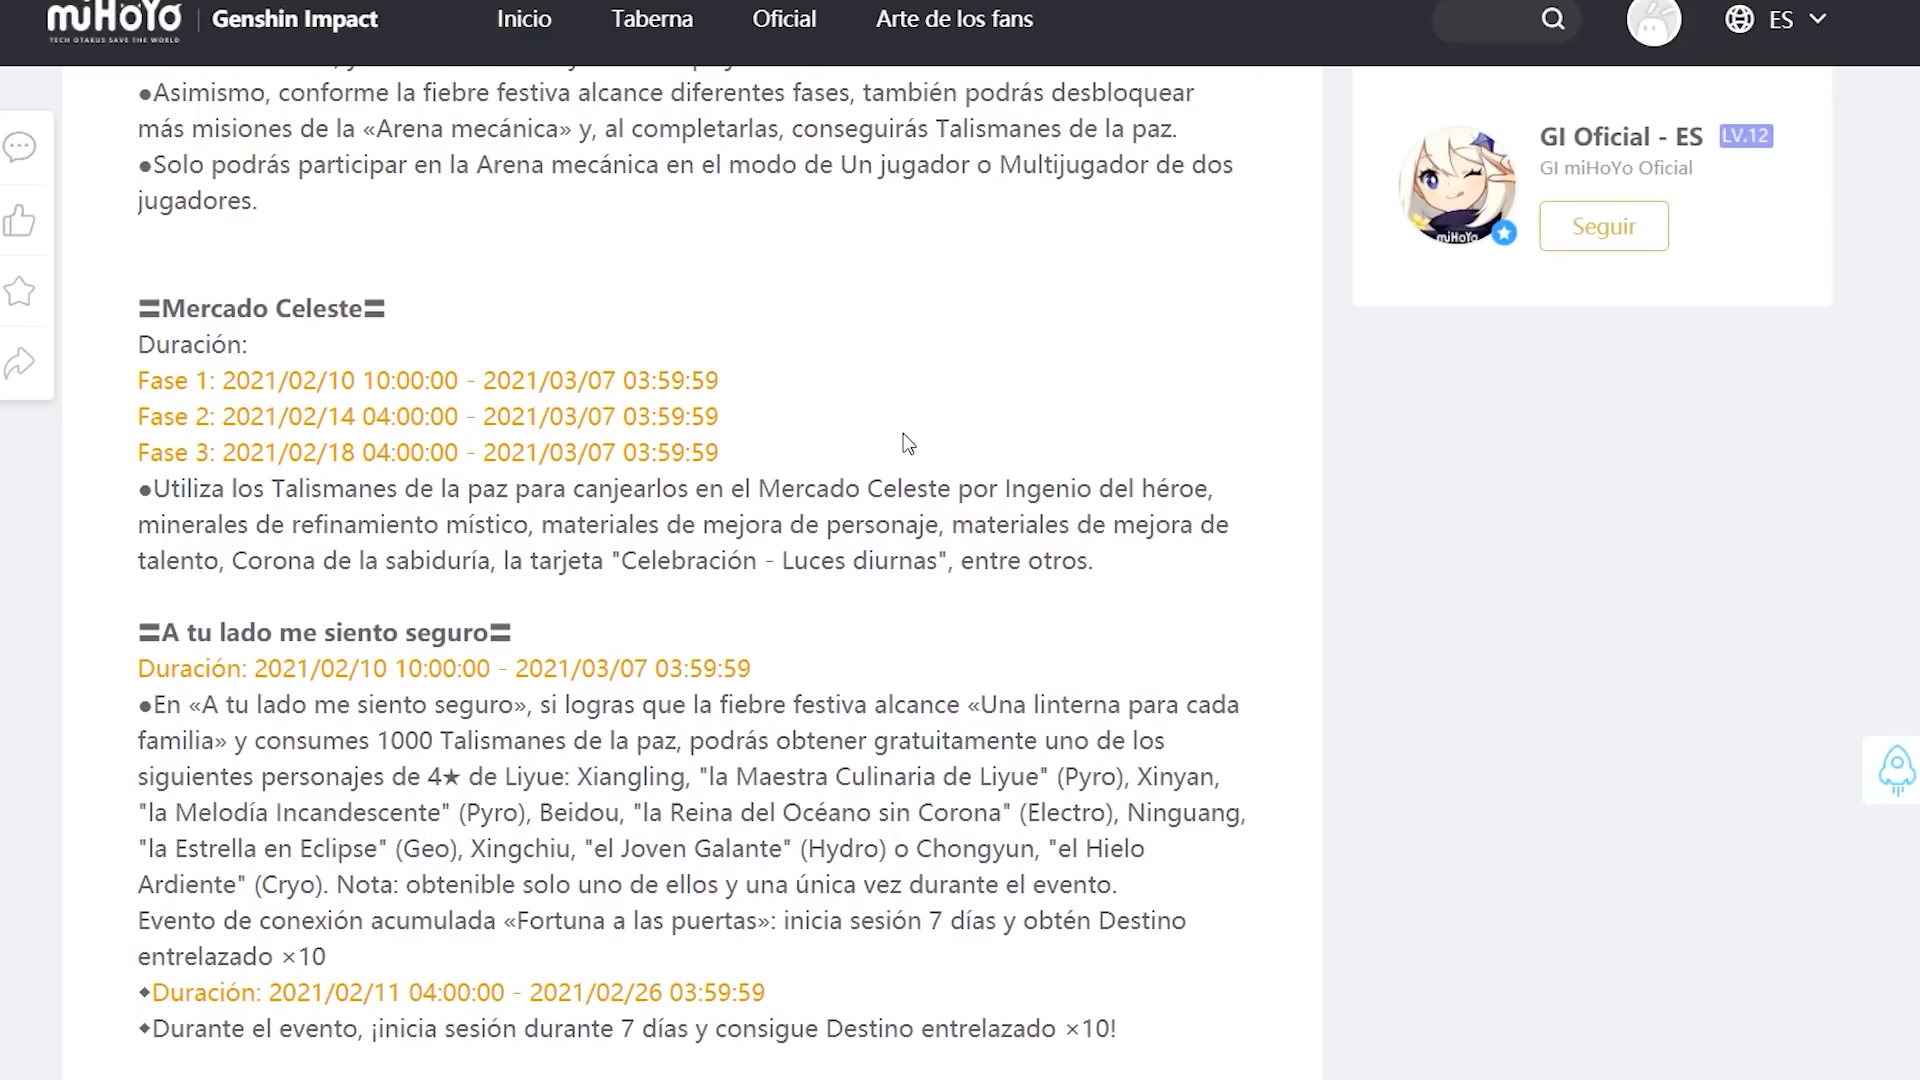 miHoYo
TECH OTAKUS SAVE THE WORLD
Genshin Impact
Inicio
Taberna
Oficial
Arte de los fans
ES
●Asimismo, conforme la fiebre festiva alcance diferentes fases, también podrás desbloquear
más misiones de la «Arena mecánica» y, al completarlas, conseguirás Talismanes de la paz.
●Solo podrás participar en la Arena mecánica en el modo de Un jugador o Multijugador de dos
jugadores.
〓Mercado Celeste〓
Duración:
Fase 1: 2021/02/10 10:00:00 - 2021/03/07 03:59:59
Fase 2: 2021/02/14 04:00:00 - 2021/03/07 03:59:59
Fase 3: 2021/02/18 04:00:00 - 2021/03/07 03:59:59
●Utiliza los Talismanes de la paz para canjearlos en el Mercado Celeste por Ingenio del héroe,
minerales de refinamiento místico, materiales de mejora de personaje, materiales de mejora de
talento, Corona de la sabiduría, la tarjeta "Celebración - Luces diurnas", entre otros.
〓A tu lado me siento seguro〓
Duración: 2021/02/10 10:00:00 - 2021/03/07 03:59:59
●En «A tu lado me siento seguro», si logras que la fiebre festiva alcance «Una linterna para cada
familia» y consumes 1000 Talismanes de la paz, podrás obtener gratuitamente uno de los
siguientes personajes de 4★ de Liyue: Xiangling, "la Maestra Culinaria de Liyue" (Pyro), Xinyan,
"la Melodía Incandescente" (Pyro), Beidou, "la Reina del Océano sin Corona" (Electro), Ninguang,
"la Estrella en Eclipse" (Geo), Xingchiu, "el Joven Galante" (Hydro) o Chongyun, "el Hielo
Ardiente" (Cryo). Nota: obtenible solo uno de ellos y una única vez durante el evento.
Evento de conexión acumulada «Fortuna a las puertas»: inicia sesión 7 días y obtén Destino
entrelazado ×10
◆Duración: 2021/02/11 04:00:00 - 2021/02/26 03:59:59
◆Durante el evento, ¡inicia sesión durante 7 días y consigue Destino entrelazado ×10!
GI Oficial - ES
LV.12
GI miHoYo Oficial
miHoYo
Seguir